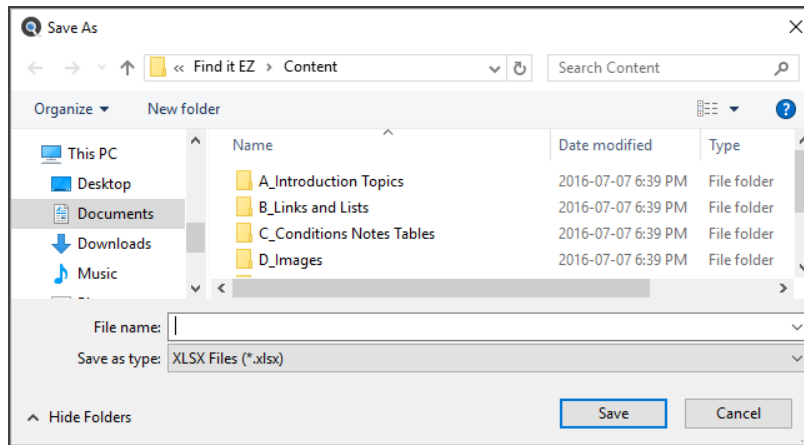 Save As
« Find it EZ > Content
Search Content
Organize
New folder
?
Name
Date modified
Type
This PC
Desktop
Documents
Downloads
Music
A_Introduction Topics 2016-07-07 6:39 PM File folder
B_Links and Lists 2016-07-07 6:39 PM File folder
C_Conditions Notes Tables 2016-07-07 6:39 PM File folder
D_Images 2016-07-07 6:39 PM File folder
File name:
Save as type: XLSX Files (*.xlsx)
Hide Folders
Save
Cancel